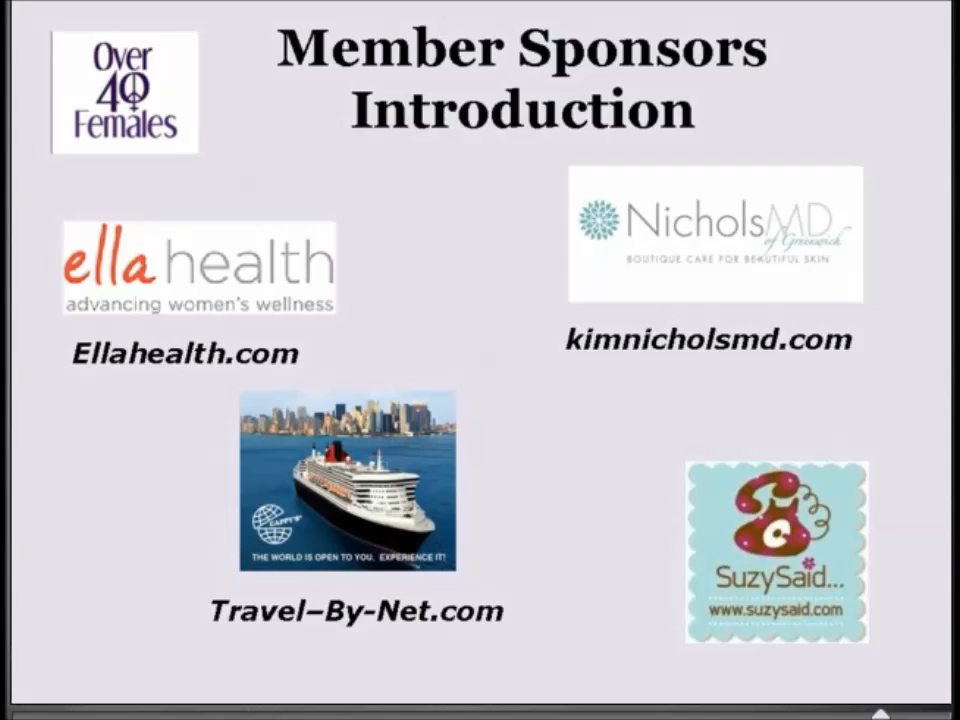 Member Sponsors
Introduction
Over
40
Females
ella health
advancing women's wellness
Ellahealth.com
NicholsMD
of Greenwich
BOUTIQUE CARE FOR BEAUTIFUL SKIN
kimnicholsmd.com
CAPPY'S
THE WORLD IS OPEN TO YOU. EXPERIENCE IT!
Travel–By-Net.com
SuzySaid...
www.suzysaid.com